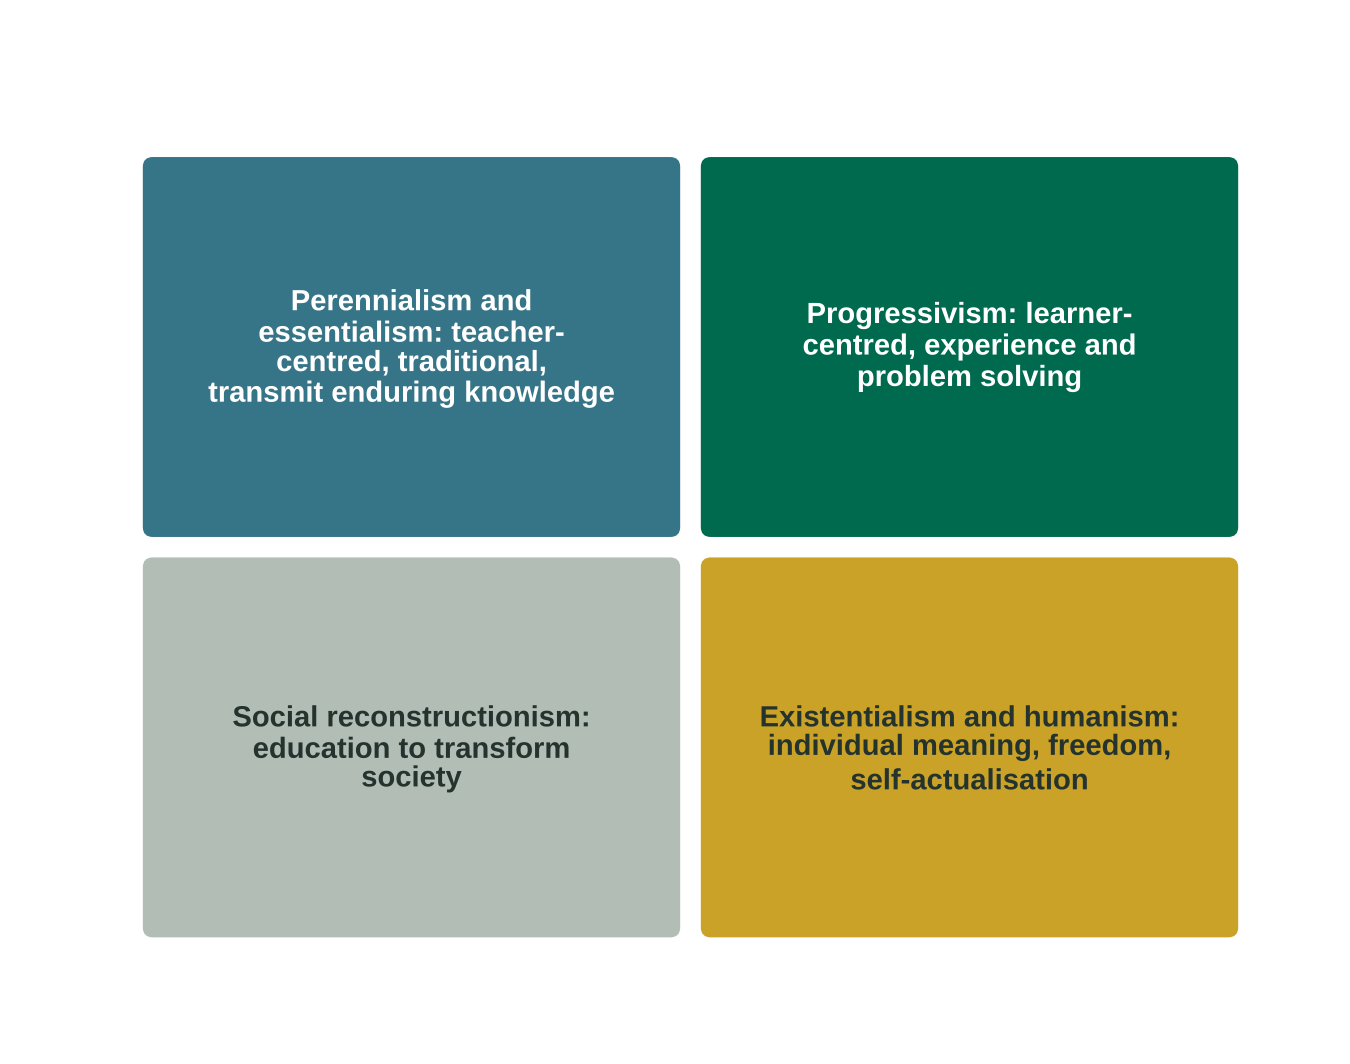 Perennialism and
essentialism: teacher-
centred, traditional,
transmit enduring knowledge
Progressivism: learner-
centred, experience and
problem solving
Social reconstructionism:
education to transform
society
Existentialism and humanism:
individual meaning, freedom,
self-actualisation